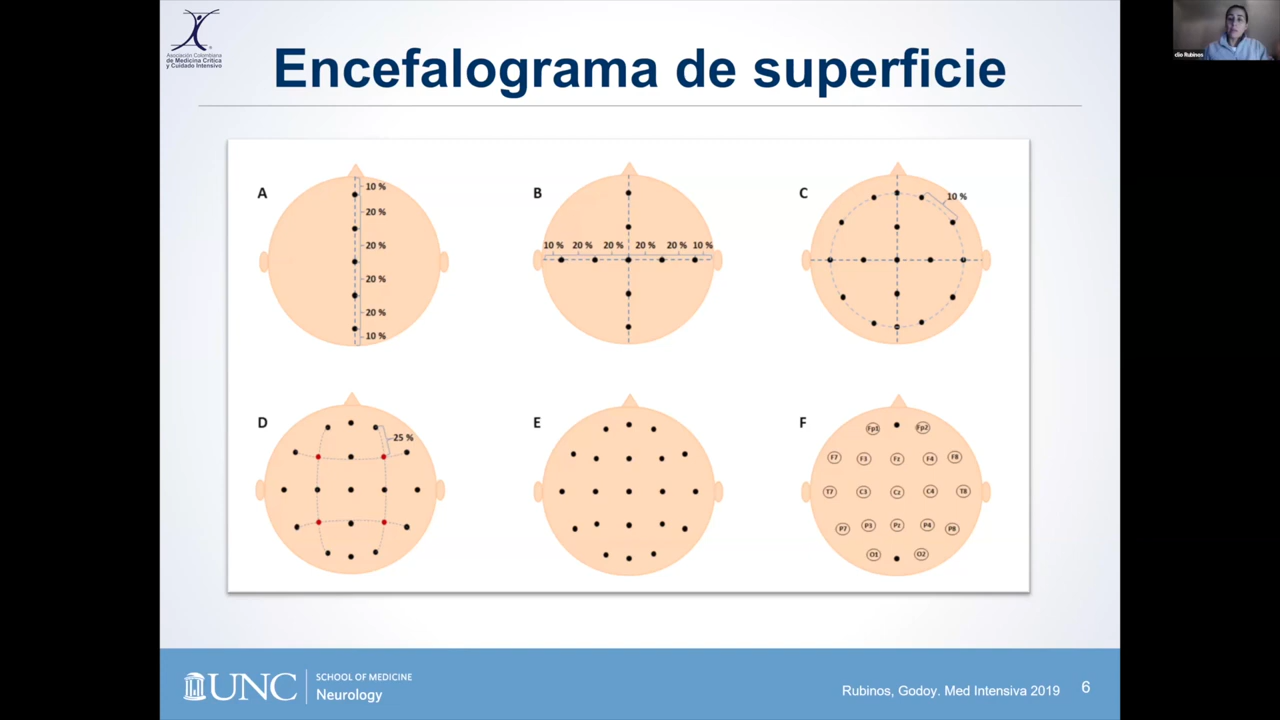 Asociación Colombiana
de Medicina Crítica
y Cuidado Intensivo
Encefalograma de superficie
clio Rubinos
A
10 %
20 %
20 %
20 %
20 %
10 %
B
10 % 20 % 20 % 20 % 20 % 10 %
C
10 %
D
25 %
E
F
Fp1 Fp2
F7 F3 Fz F4 F8
T7 C3 Cz C4 T8
P7 P3 Pz P4 P8
O1 O2
UNC
SCHOOL OF MEDICINE
Neurology
Rubinos, Godoy. Med Intensiva 2019
6